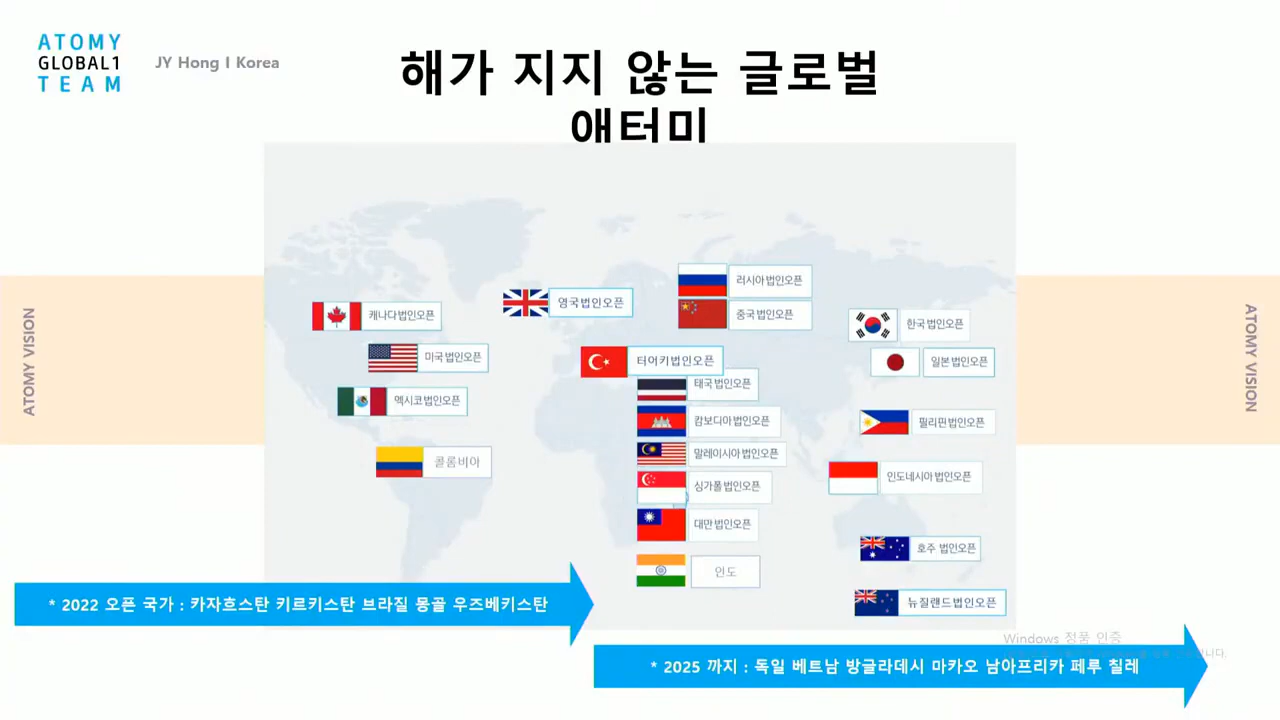 ATOMY
GLOBAL1
TEAM
JY Hong I Korea
해가 지지 않는 글로벌
애터미
ATOMY VISION
ATOMY VISION
러시아법인오픈
영국법인오픈
중국법인오픈
캐나다법인오픈
한국법인오픈
미국법인오픈
터어키법인오픈
일본법인오픈
태국법인오픈
멕시코법인오픈
캄보디아법인오픈
필리핀법인오픈
말레이시아법인오픈
콜롬비아
인도네시아법인오픈
싱가폴법인오픈
대만법인오픈
호주 법인오픈
인도
뉴질랜드법인오픈
* 2022 오픈 국가 : 카자흐스탄 키르키스탄 브라질 몽골 우즈베키스탄
Windows 정품 인증
* 2025 까지 : 독일 베트남 방글라데시 마카오 남아프리카 페루 칠레